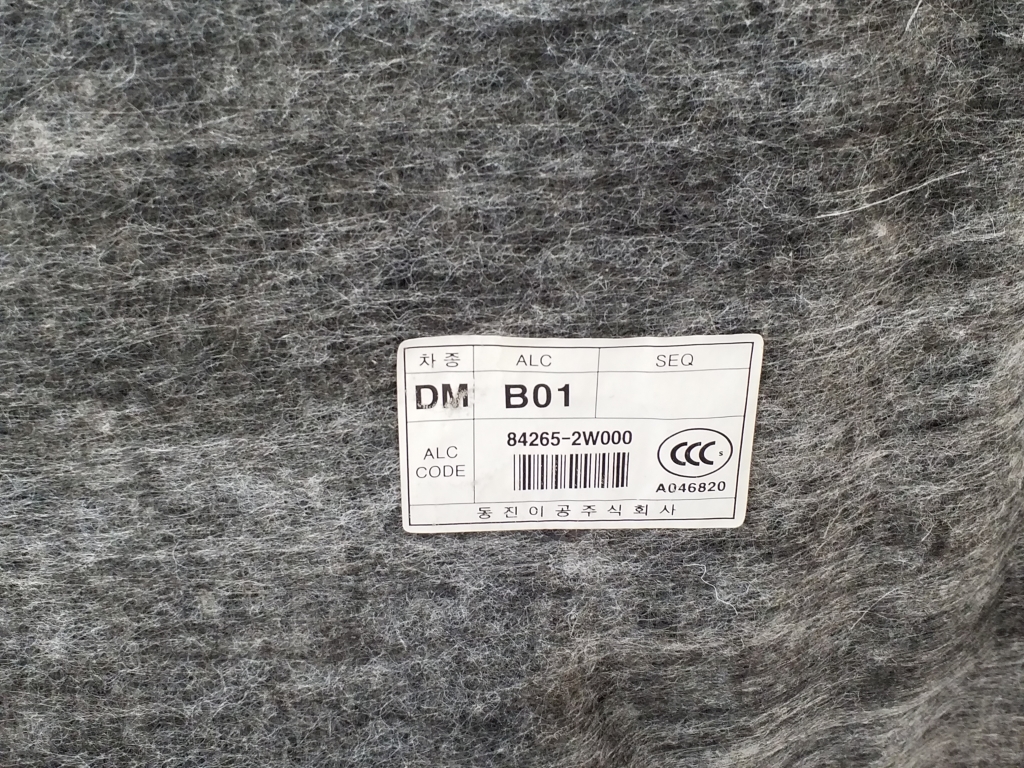 차종 ALC SEQ
DM B01
ALC CODE
84265-2W000
CCC S
A046820
동진이공주식회사